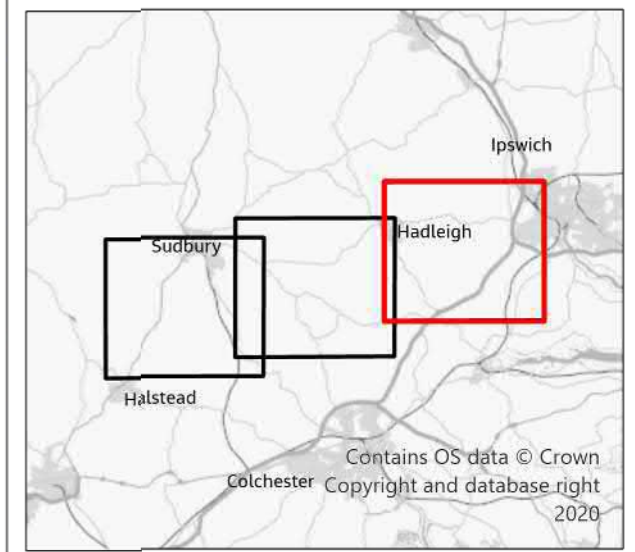 Ipswich
Hadleigh
Sudbury
Halstead
Contains OS data © Crown
Colchester Copyright and database right
2020